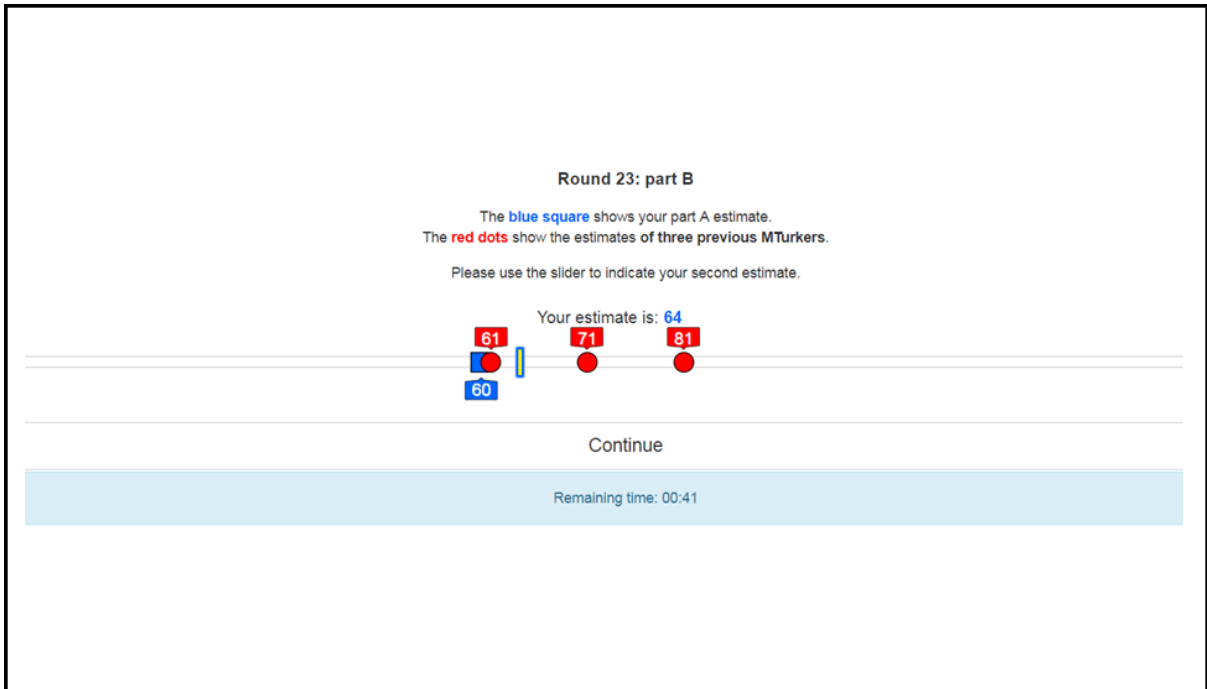 Round 23: part B
The blue square shows your part A estimate.
The red dots show the estimates of three previous MTurkers.
Please use the slider to indicate your second estimate.
Your estimate is: 64
61 71 81
60
Continue
Remaining time: 00:41